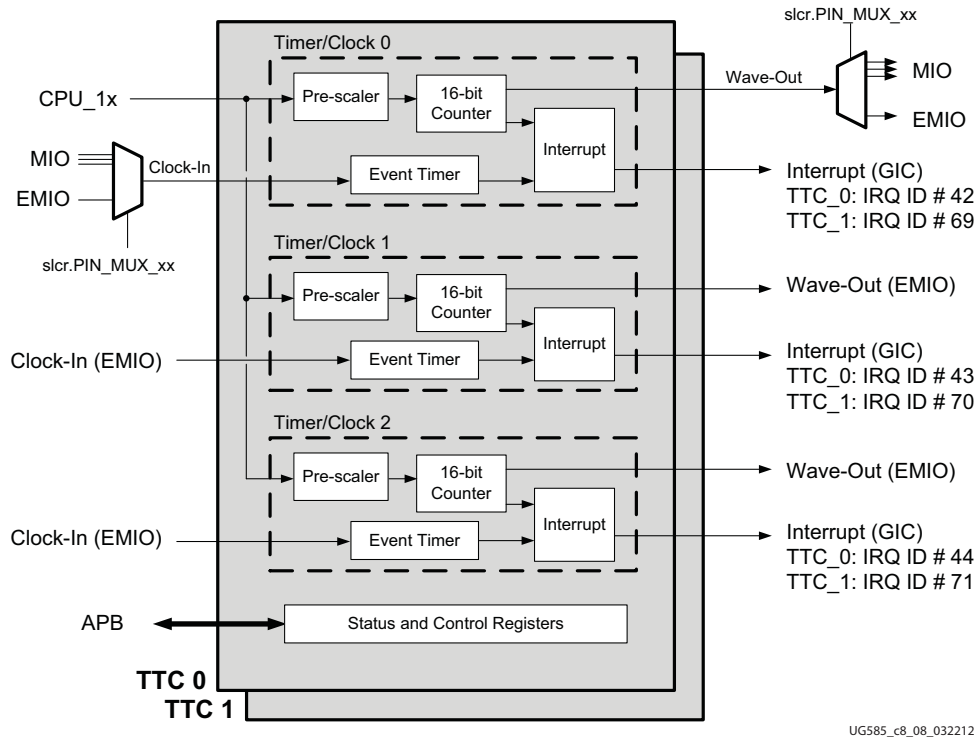 slcr.PIN_MUX_xx
Timer/Clock 0
CPU_1x
Pre-scaler
16-bit
Counter
Wave-Out
MIO
EMIO
Interrupt
MIO
EMIO
Clock-In
Event Timer
Interrupt (GIC)
TTC_0: IRQ ID # 42
TTC_1: IRQ ID # 69
slcr.PIN_MUX_xx
Timer/Clock 1
Pre-scaler
16-bit
Counter
Wave-Out (EMIO)
Interrupt
Clock-In (EMIO)
Event Timer
Interrupt (GIC)
TTC_0: IRQ ID # 43
TTC_1: IRQ ID # 70
Timer/Clock 2
Pre-scaler
16-bit
Counter
Wave-Out (EMIO)
Interrupt
Clock-In (EMIO)
Event Timer
Interrupt (GIC)
TTC_0: IRQ ID # 44
TTC_1: IRQ ID # 71
APB
Status and Control Registers
TTC 0
TTC 1
UG585_c8_08_032212